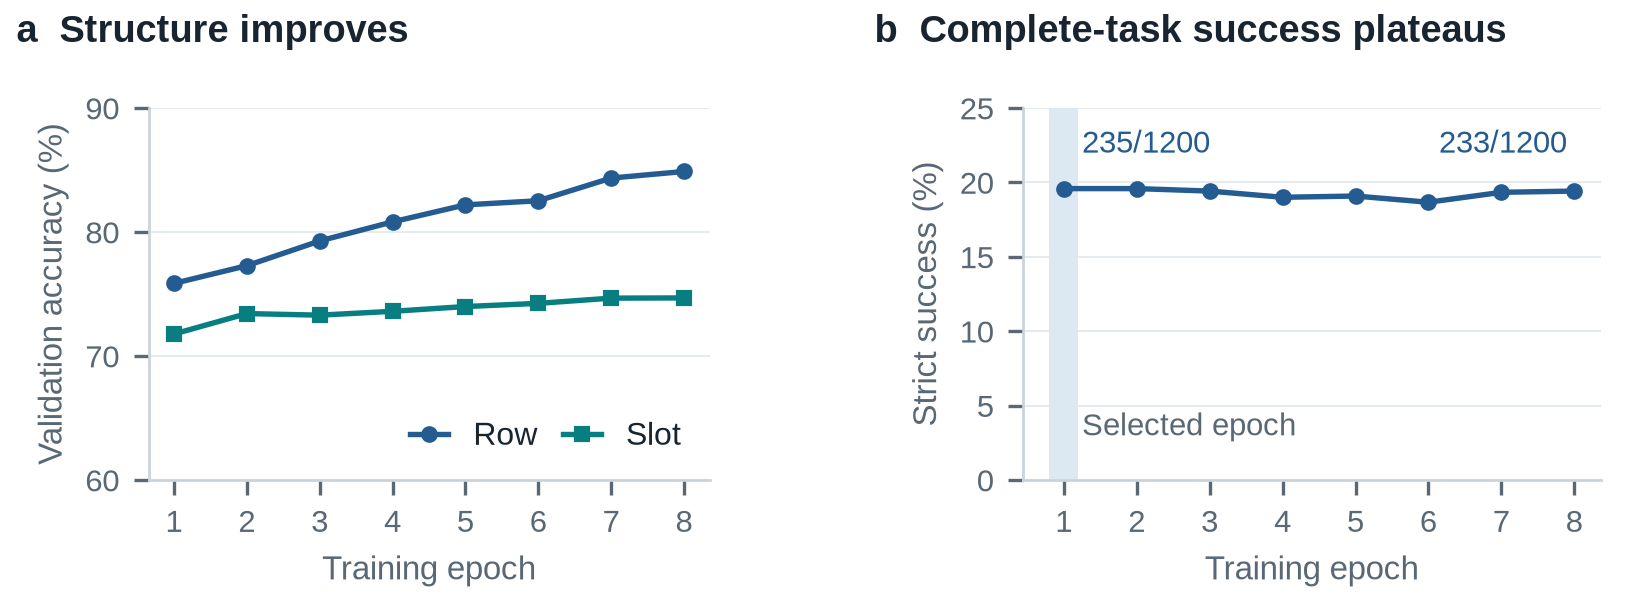 a Structure improves
Validation accuracy (%)
90
80
70
60
Row
Slot
1 2 3 4 5 6 7 8
Training epoch
b Complete-task success plateaus
Strict success (%)
25
20
15
10
5
0
235/1200
233/1200
Selected epoch
1 2 3 4 5 6 7 8
Training epoch